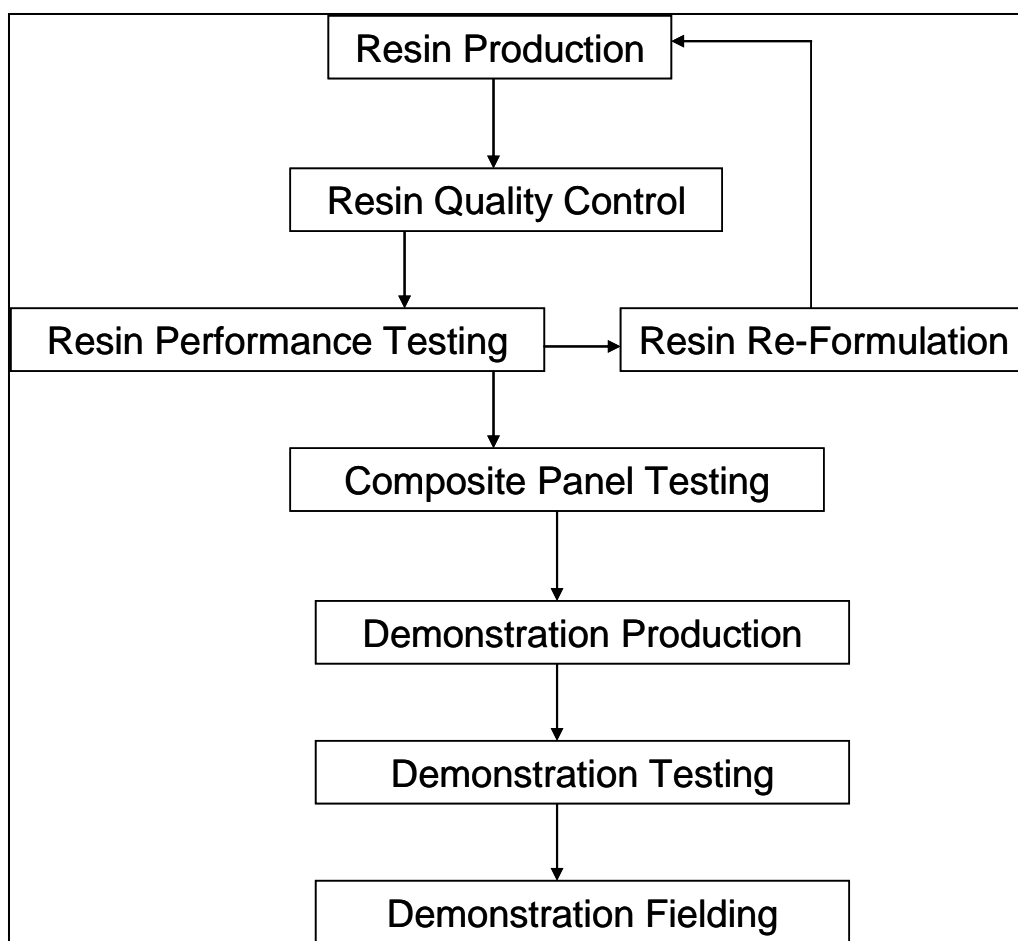 Resin Production
Resin Quality Control
Resin Performance Testing
Resin Re-Formulation
Composite Panel Testing
Demonstration Production
Demonstration Testing
Demonstration Fielding